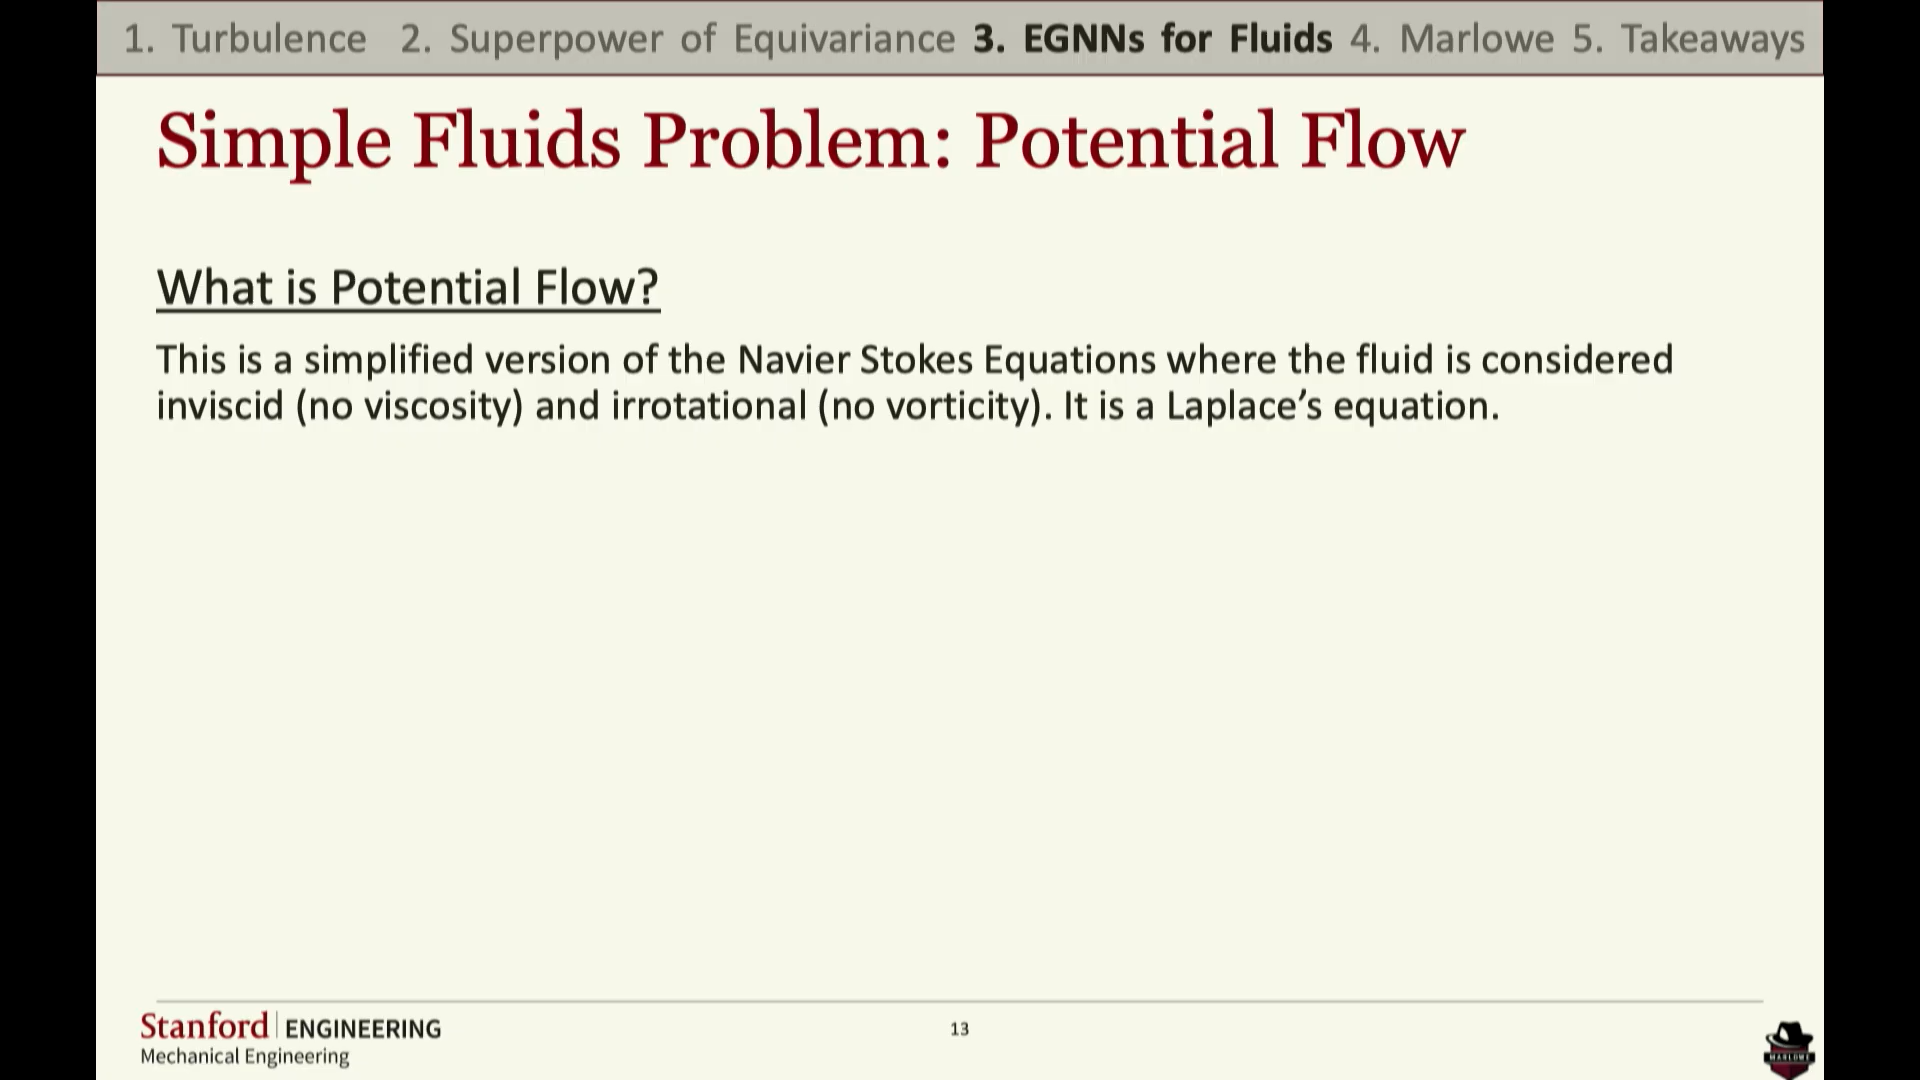 1. Turbulence 2. Superpower of Equivariance 3. EGNNs for Fluids 4. Marlowe 5. Takeaways
Simple Fluids Problem: Potential Flow
What is Potential Flow?
This is a simplified version of the Navier Stokes Equations where the fluid is considered
inviscid (no viscosity) and irrotational (no vorticity). It is a Laplace’s equation.
Stanford ENGINEERING
Mechanical Engineering
13
MARLOWE